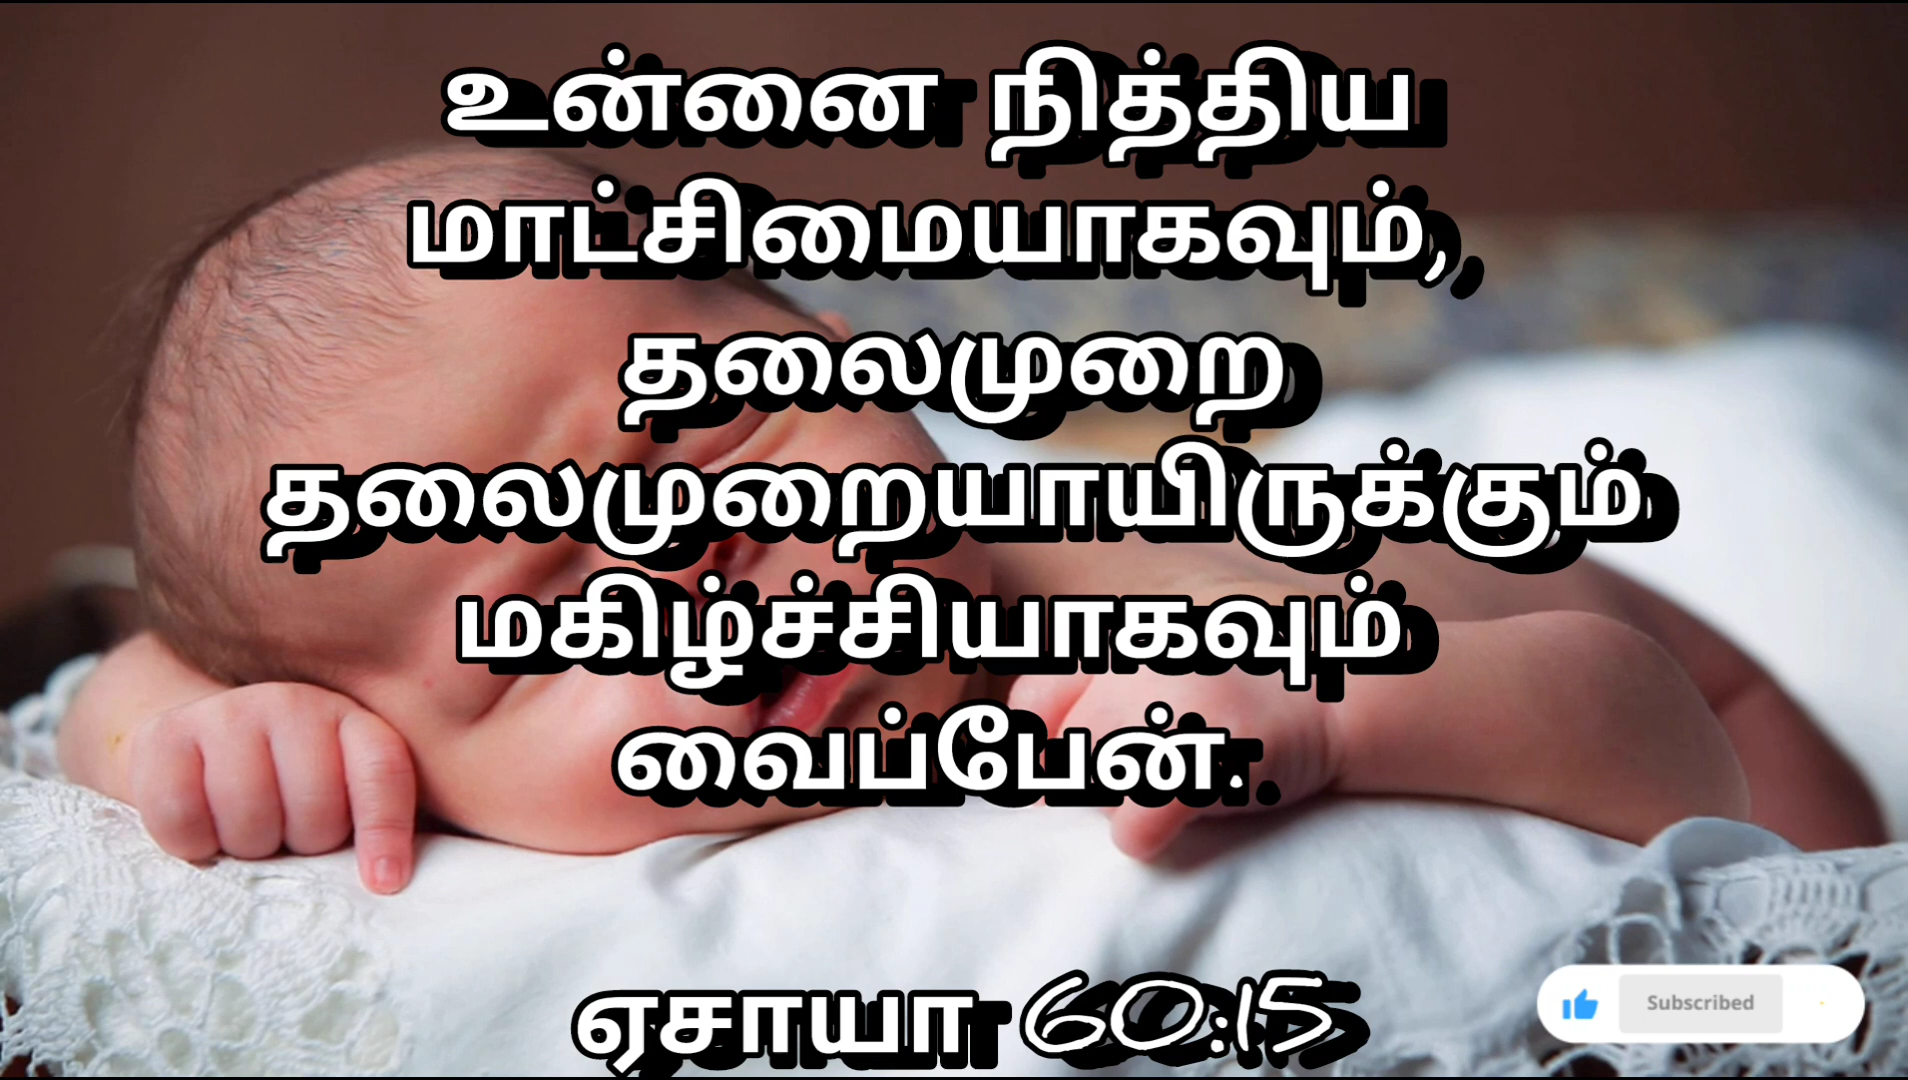 உன்னை நித்திய
மாட்சிமையாகவும்,
தலைமுறை
தலைமுறையாயிருக்கும்
மகிழ்ச்சியாகவும்
வைப்பேன்.
ஏசாயா 60:15
Subscribed